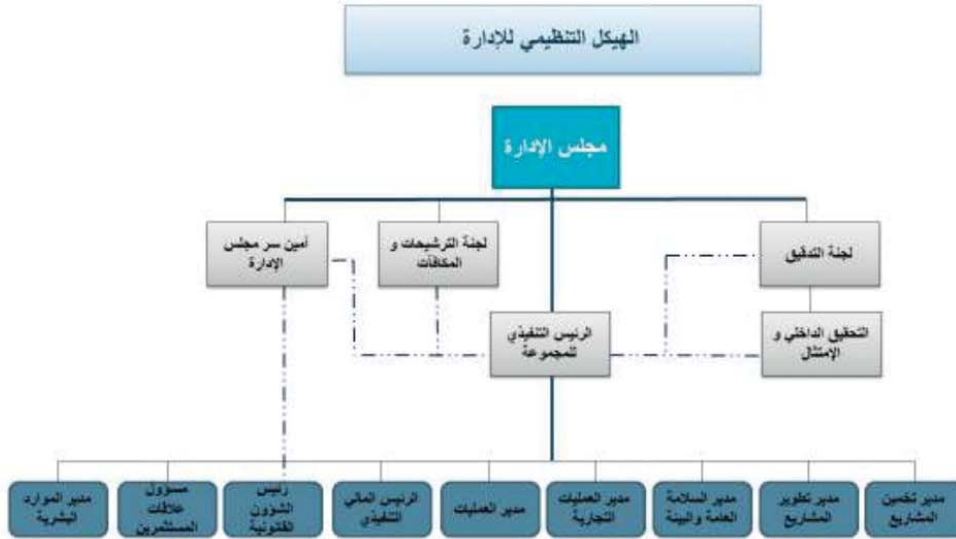 الهيكل التنظيمي للإدارة
مجلس الإدارة
لجنة التدقيق
لجنة الترشيحات و
المكافآت
أمين سر مجلس
الإدارة
التحقيق الداخلي و
الإمتثال
الرئيس التنفيذي
للمجموعة
مدير تخمين
المشاريع
مدير تطوير
المشاريع
مدير السلامة
العامة والبيئة
مدير العمليات
التجارية
مدير العمليات
الرئيس المالي
التنفيذي
رئيس
الشؤون
القانونية
مسؤول
علاقات
المستثمرين
مدير الموارد
البشرية